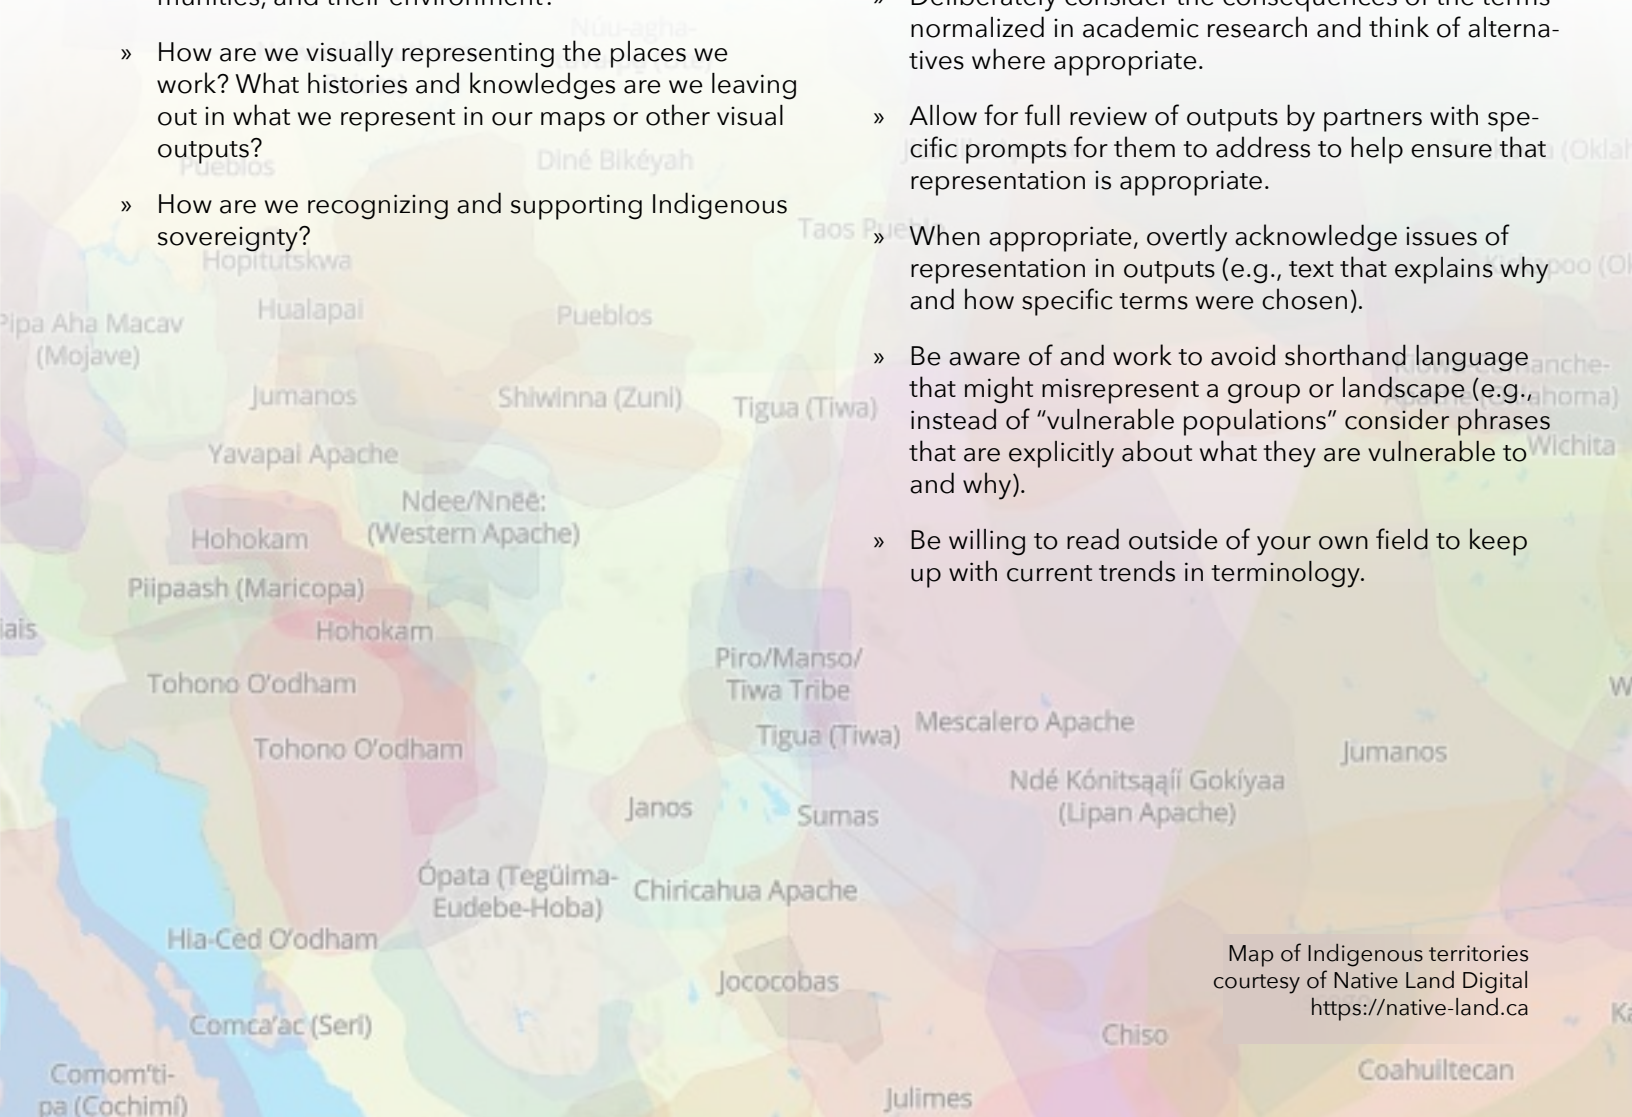 munities, and their environment?
» How are we visually representing the places we
work? What histories and knowledges are we leaving
out in what we represent in our maps or other visual
outputs?
» How are we recognizing and supporting Indigenous
sovereignty?
» Deliberately consider the consequences of the terms
normalized in academic research and think of alterna-
tives where appropriate.
» Allow for full review of outputs by partners with spe-
cific prompts for them to address to help ensure that
representation is appropriate.
» When appropriate, overtly acknowledge issues of
representation in outputs (e.g., text that explains why
and how specific terms were chosen).
» Be aware of and work to avoid shorthand language
that might misrepresent a group or landscape (e.g.,
instead of “vulnerable populations” consider phrases
that are explicitly about what they are vulnerable to
and why).
» Be willing to read outside of your own field to keep
up with current trends in terminology.
Núu-agha-
Pueblos
Diné Bikéyah
Taos Pueblo
Hopitutskwa
Hualapai
Pueblos
Pipa Aha Macav
(Mojave)
Jumanos
Shiwinna (Zuni)
Tigua (Tiwa)
Wichita
Yavapai Apache
Ndee/Nnēē:
(Western Apache)
Hohokam
Piipaash (Maricopa)
iais
Hohokam
Piro/Manso/
Tiwa Tribe
Tohono O'odham
W
Tigua (Tiwa)
Mescalero Apache
Tohono O'odham
Jumanos
Ndé Kónitsąąíí Gokíyaa
(Lipan Apache)
Janos
Sumas
Ópata (Tegüima-
Eudebe-Hoba)
Chiricahua Apache
Hia-Ced O'odham
Jococobas
Comca'ac (Seri)
Chiso
Ka
Comom'ti-
pa (Cochimí)
Coahuiltecan
Julimes
Map of Indigenous territories
courtesy of Native Land Digital
https://native-land.ca